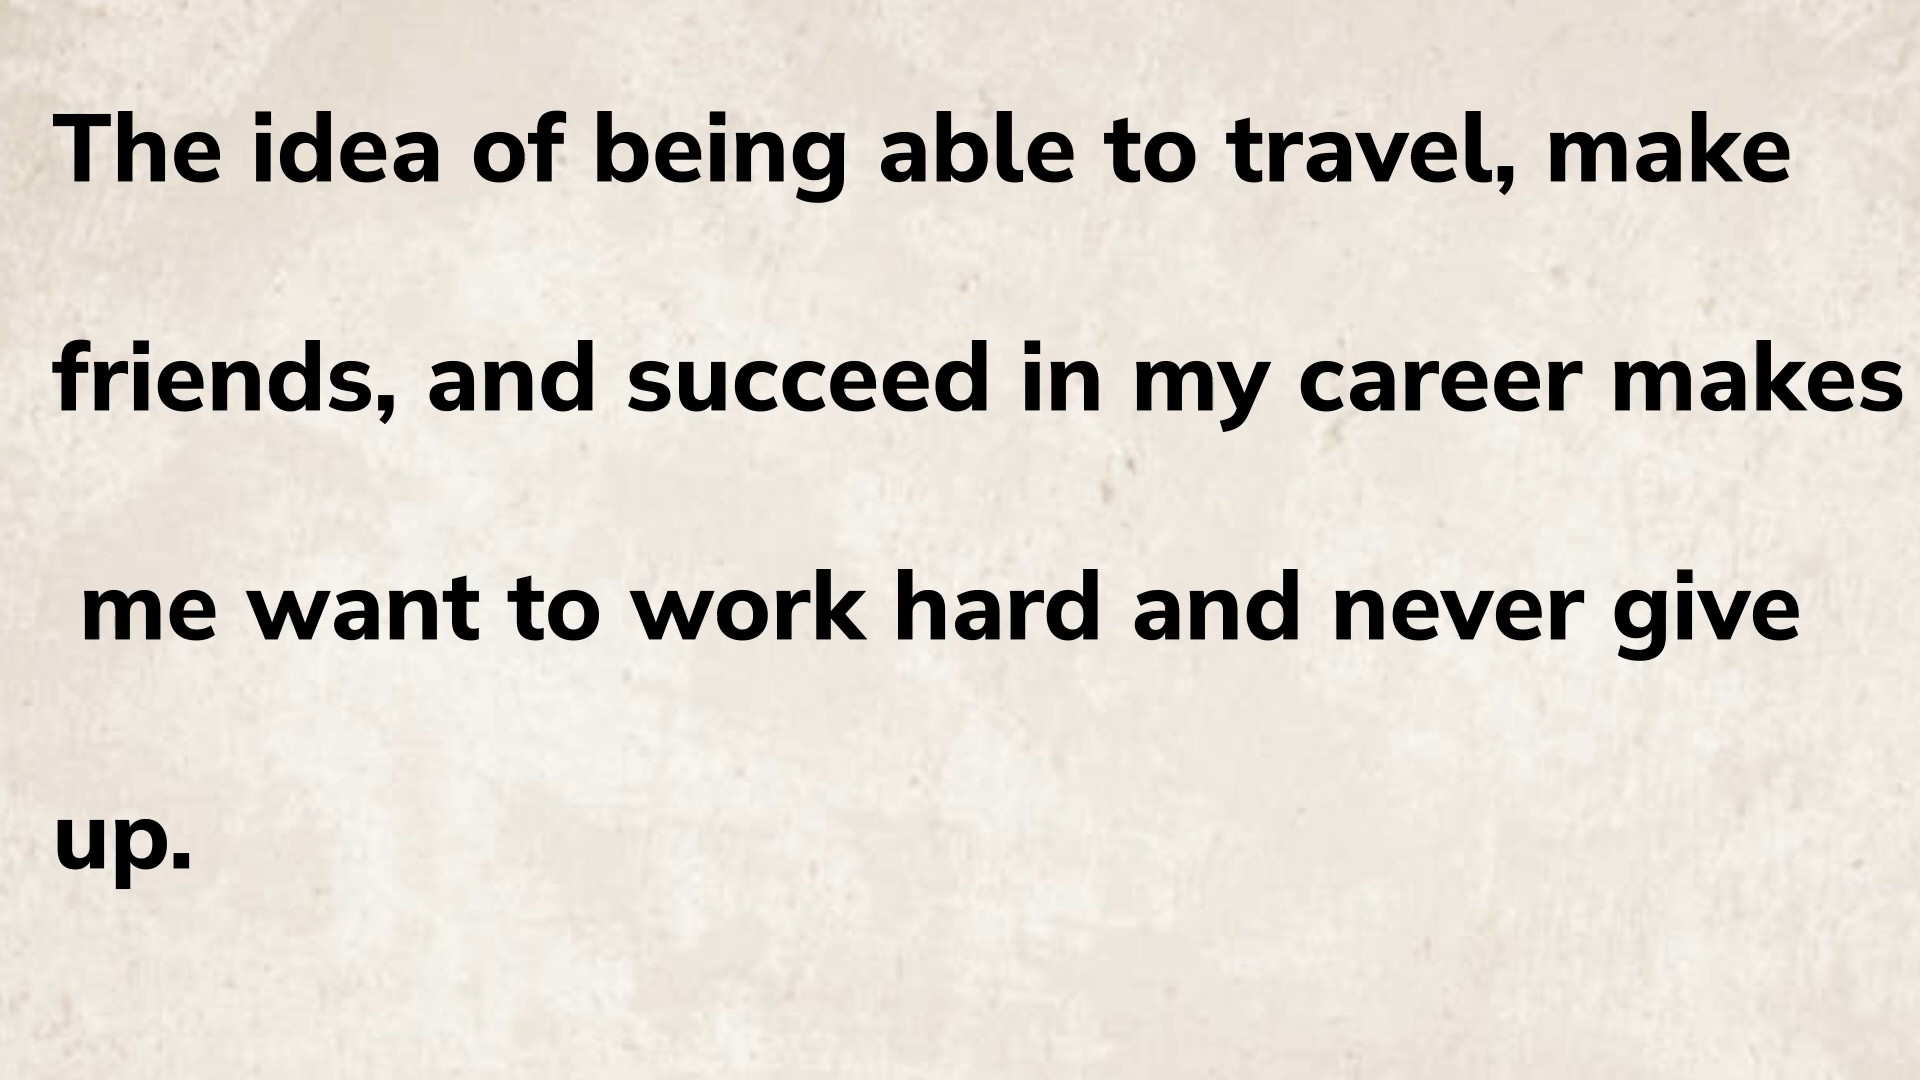 The idea of being able to travel, make
friends, and succeed in my career makes
me want to work hard and never give
up.